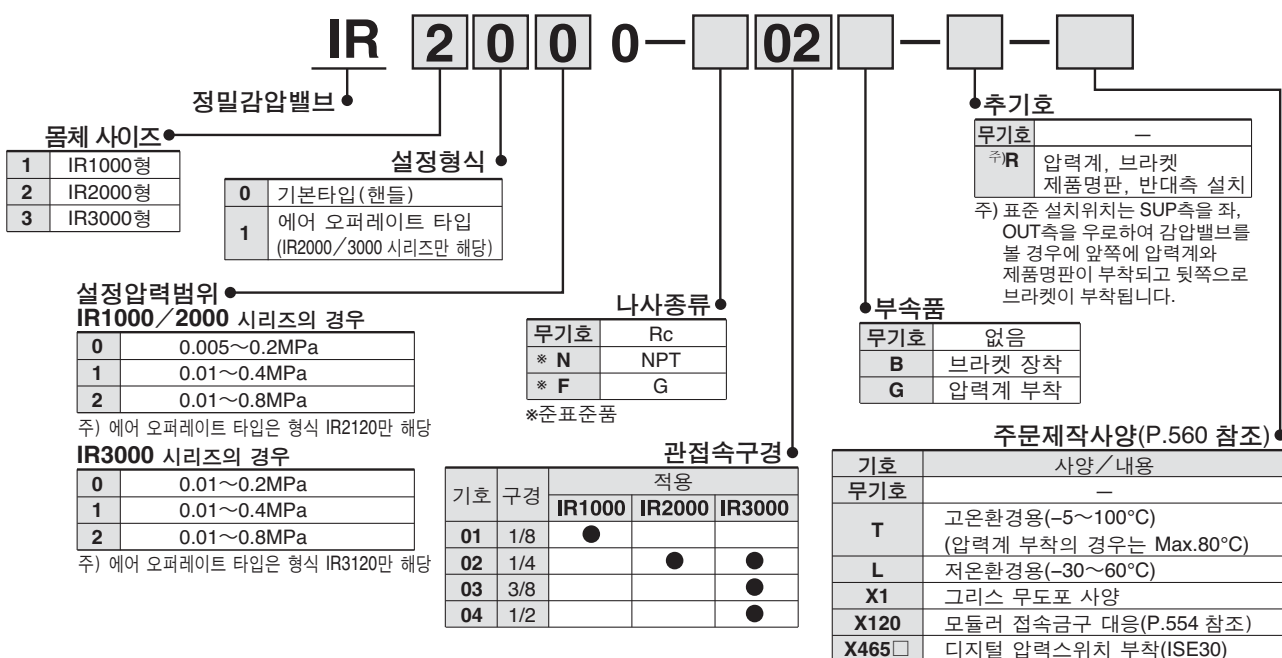 IR 2 0 0 0 — 02 — —
정밀감압밸브
몸체 사이즈
1 IR1000형
2 IR2000형
3 IR3000형
설정형식
0 기본타입(핸들)
1 에어 오퍼레이트 타입
(IR2000／3000 시리즈만 해당)
설정압력범위
IR1000／2000 시리즈의 경우
0 0.005～0.2MPa
1 0.01～0.4MPa
2 0.01～0.8MPa
주) 에어 오퍼레이트 타입은 형식 IR2120만 해당
IR3000 시리즈의 경우
0 0.01～0.2MPa
1 0.01～0.4MPa
2 0.01～0.8MPa
주) 에어 오퍼레이트 타입은 형식 IR3120만 해당
나사종류
무기호 Rc
※ N NPT
※ F G
※준표준품
관접속구경
기호 구경 적용
IR1000 IR2000 IR3000
01 1/8 ●
02 1/4 ● ●
03 3/8 ●
04 1/2 ●
추기호
무기호 —
주)R 압력계, 브라켓
제품명판, 반대측 설치
주) 표준 설치위치는 SUP측을 좌,
OUT측을 우로하여 감압밸브를
볼 경우에 앞쪽에 압력계와
제품명판이 부착되고 뒷쪽으로
브라켓이 부착됩니다.
부속품
무기호 없음
B 브라켓 장착
G 압력계 부착
주문제작사양(P.560 참조)
기호 사양／내용
무기호 —
T 고온환경용(−5～100°C)
(압력계 부착의 경우는 Max.80°C)
L 저온환경용(−30～60°C)
X1 그리스 무도포 사양
X120 모듈러 접속금구 대응(P.554 참조)
X465□ 디지털 압력스위치 부착(ISE30)